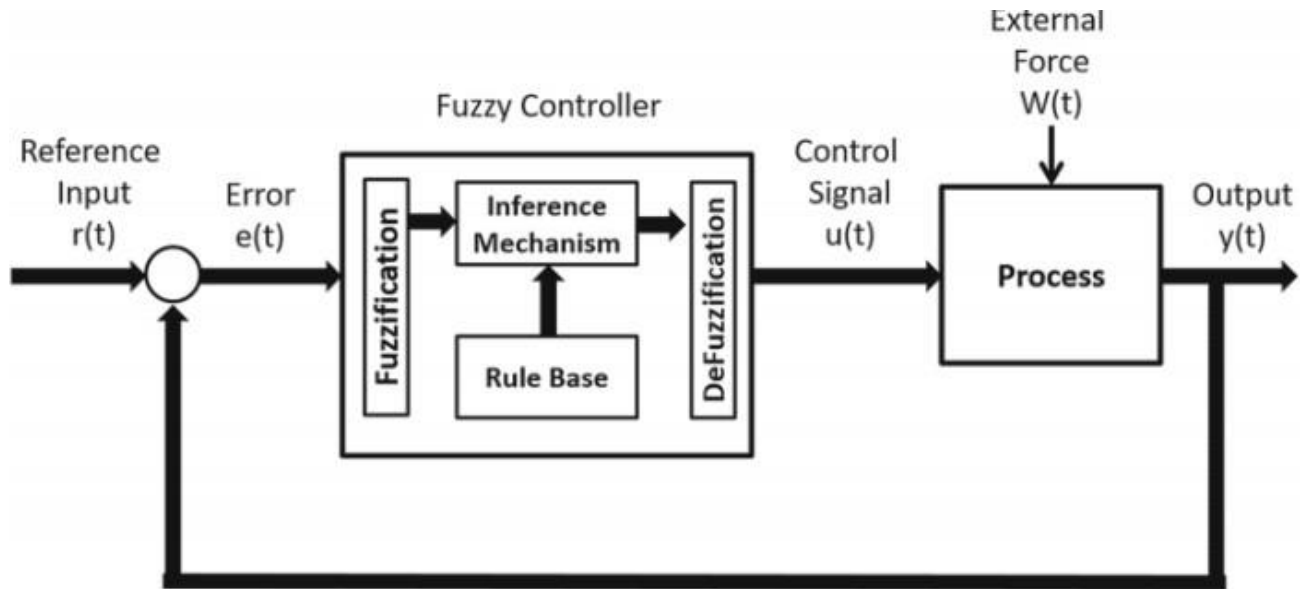 External
Force
W(t)
Fuzzy Controller
Reference
Input
r(t)
Error
e(t)
Fuzzification
Inference
Mechanism
Rule Base
DeFuzzification
Control
Signal
u(t)
Process
Output
y(t)